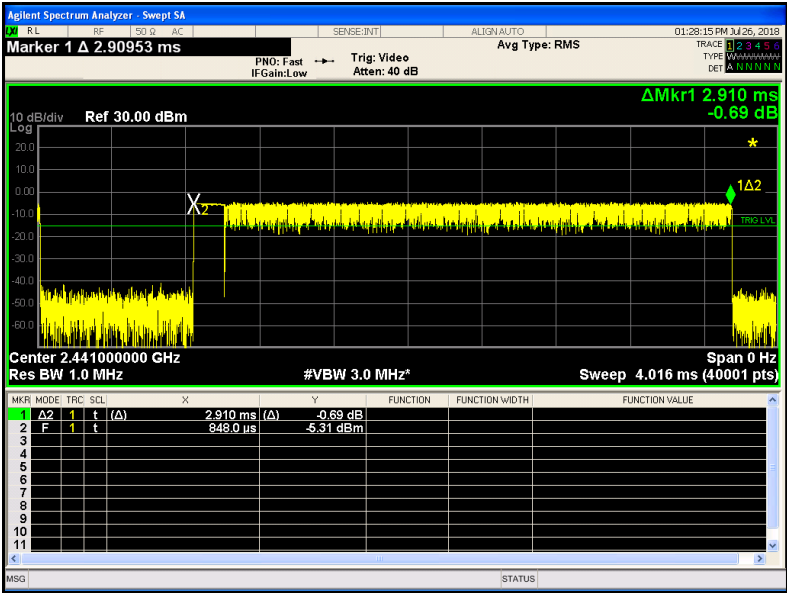 Agilent Spectrum Analyzer - Swept SA
LXI RL RF 50 Ω AC SENSE:INT ALIGN AUTO 01:28:15 PM Jul 26, 2018
Marker 1 Δ 2.90953 ms
PNO: Fast Trig: Video Avg Type: RMS TRACE 1 2 3 4 5 6
IFGain:Low Atten: 40 dB TYPE WWWWWW
DET A N N N N N
ΔMkr1 2.910 ms
10 dB/div Ref 30.00 dBm -0.69 dB
Log
20.0
10.0
0.00
-10.0
-20.0
-30.0
-40.0
-50.0
-60.0
X2
1Δ2
TRIG LVL
Center 2.441000000 GHz Span 0 Hz
Res BW 1.0 MHz #VBW 3.0 MHz* Sweep 4.016 ms (40001 pts)
MKR MODE TRC SCL X Y FUNCTION FUNCTION WIDTH FUNCTION VALUE
1 Δ2 1 t (Δ) 2.910 ms (Δ) -0.69 dB
2 F 1 t 848.0 µs -5.31 dBm
3
4
5
6
7
8
9
10
11
MSG STATUS